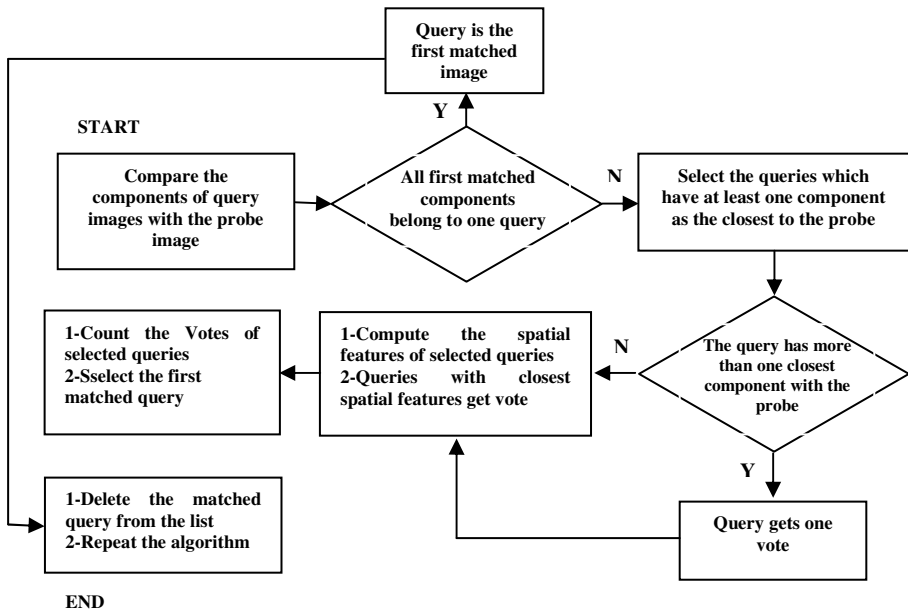 Query is the
first matched
image
Y
START
Compare the
components of query
images with the probe
image
All first matched
components
belong to one query
N
Select the queries which
have at least one component
as the closest to the probe
1-Count the Votes of
selected queries
2-Sselect the first
matched query
1-Compute the spatial
features of selected queries
2-Queries with closest
spatial features get vote
N
The query has more
than one closest
component with the
probe
Y
1-Delete the matched
query from the list
2-Repeat the algorithm
Query gets one
vote
END